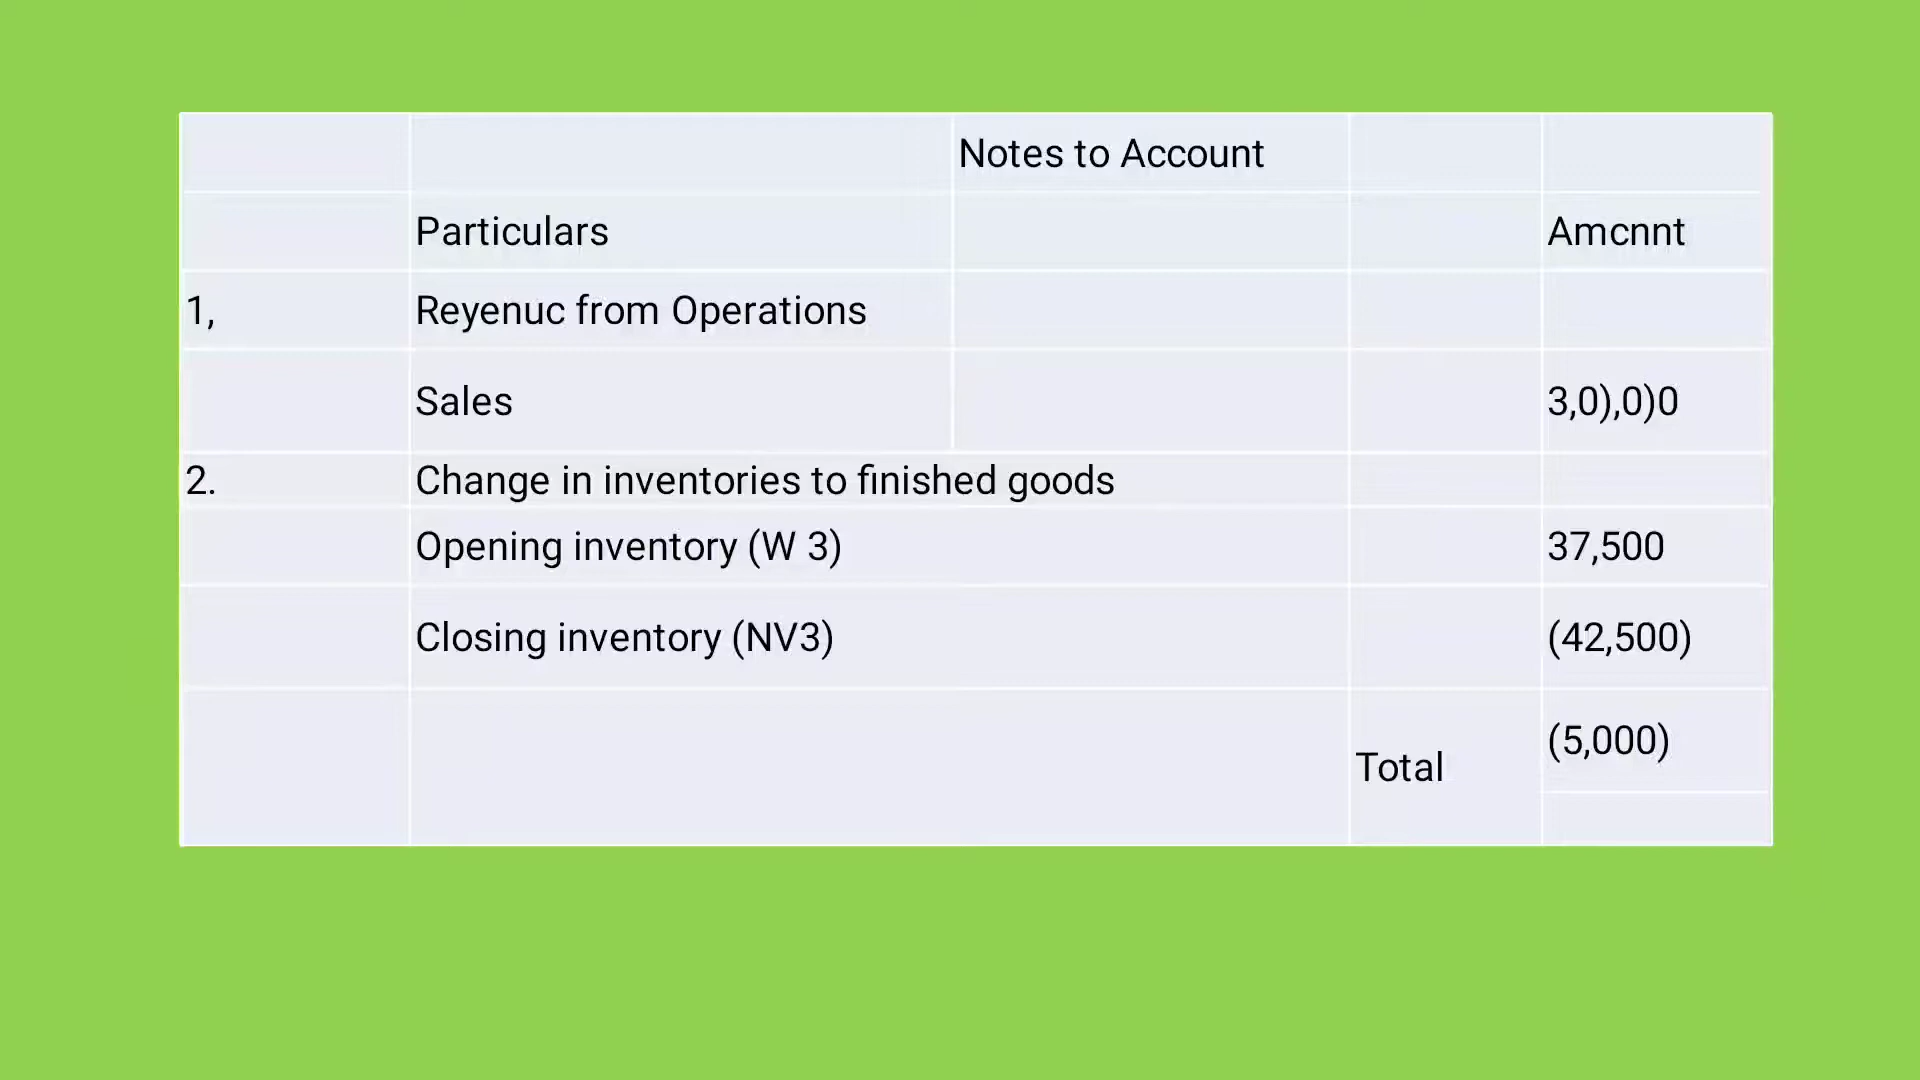 Notes to Account
Particulars Amcnnt
1, Reyenuc from Operations
Sales 3,0),0)0
2. Change in inventories to finished goods
Opening inventory (W 3) 37,500
Closing inventory (NV3) (42,500)
Total (5,000)